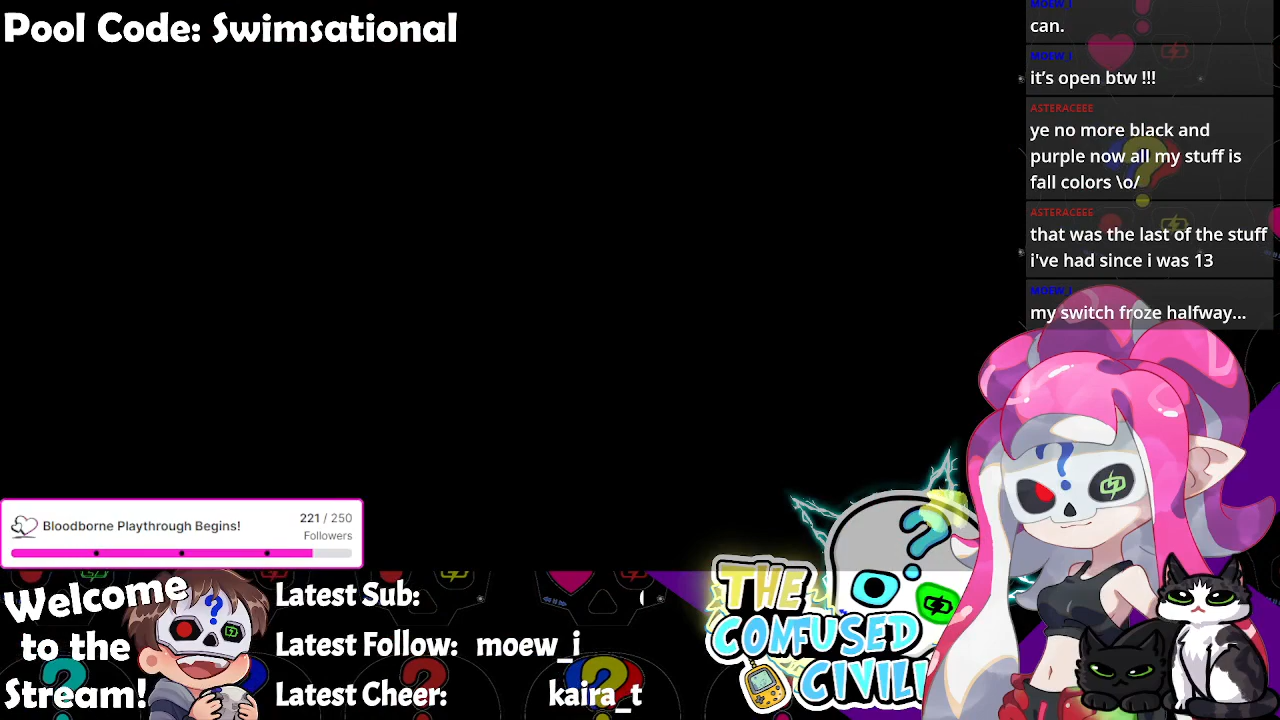 Pool Code: Swimsational
MOEW_I
can.
MOEW_I
it's open btw !!!
ASTERACEEE
ye no more black and
purple now all my stuff is
fall colors \o/
ASTERACEEE
that was the last of the stuff
i've had since i was 13
MOEW_I
my switch froze halfway...
Bloodborne Playthrough Begins!
221 / 250
Followers
Welcome
to the
Stream!
Latest Sub:
Latest Follow: moew_i
Latest Cheer: kaira_t
THE
CONFUSED